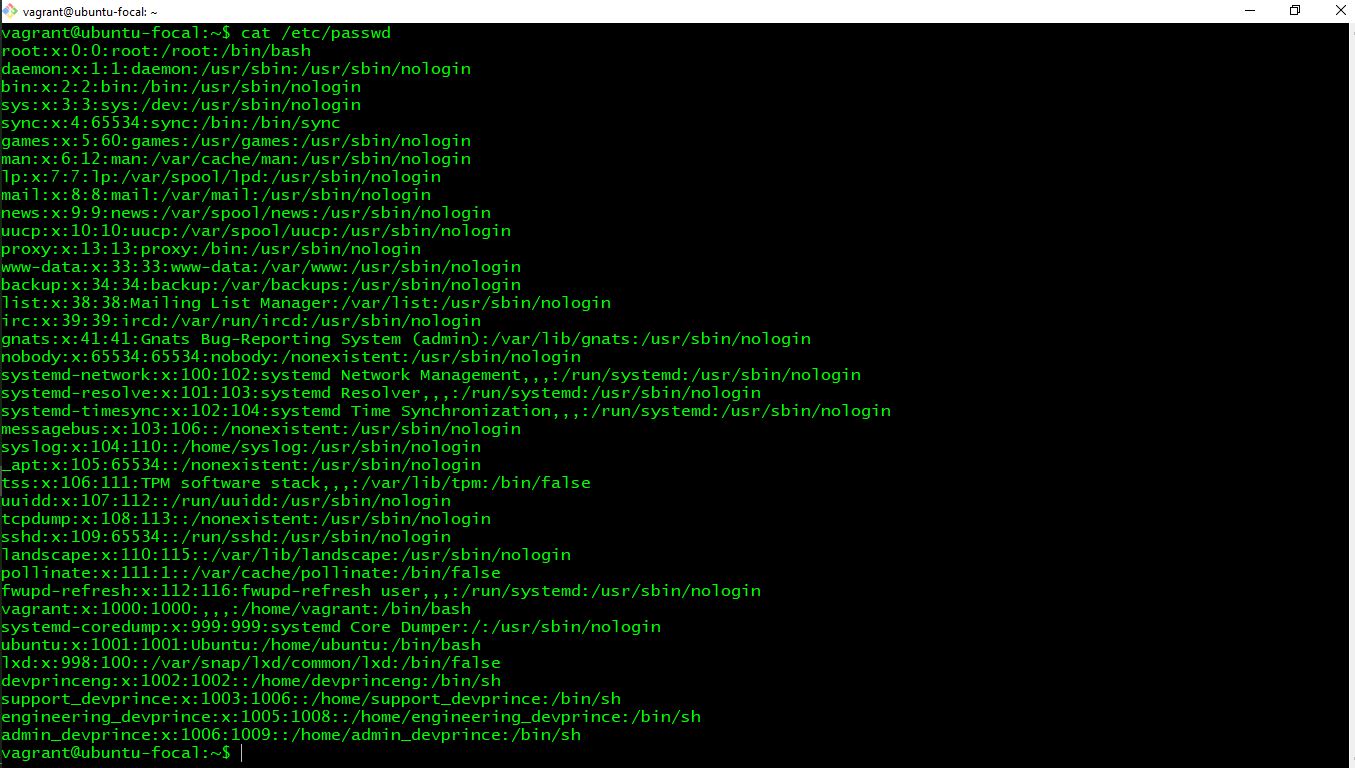 vagrant@ubuntu-focal: ~
vagrant@ubuntu-focal:~$ cat /etc/passwd
root:x:0:0:root:/root:/bin/bash
daemon:x:1:1:daemon:/usr/sbin:/usr/sbin/nologin
bin:x:2:2:bin:/bin:/usr/sbin/nologin
sys:x:3:3:sys:/dev:/usr/sbin/nologin
sync:x:4:65534:sync:/bin:/bin/sync
games:x:5:60:games:/usr/games:/usr/sbin/nologin
man:x:6:12:man:/var/cache/man:/usr/sbin/nologin
lp:x:7:7:lp:/var/spool/lpd:/usr/sbin/nologin
mail:x:8:8:mail:/var/mail:/usr/sbin/nologin
news:x:9:9:news:/var/spool/news:/usr/sbin/nologin
uucp:x:10:10:uucp:/var/spool/uucp:/usr/sbin/nologin
proxy:x:13:13:proxy:/bin:/usr/sbin/nologin
www-data:x:33:33:www-data:/var/www:/usr/sbin/nologin
backup:x:34:34:backup:/var/backups:/usr/sbin/nologin
list:x:38:38:Mailing List Manager:/var/list:/usr/sbin/nologin
irc:x:39:39:ircd:/var/run/ircd:/usr/sbin/nologin
gnats:x:41:41:Gnats Bug-Reporting System (admin):/var/lib/gnats:/usr/sbin/nologin
nobody:x:65534:65534:nobody:/nonexistent:/usr/sbin/nologin
systemd-network:x:100:102:systemd Network Management,,,:/run/systemd:/usr/sbin/nologin
systemd-resolve:x:101:103:systemd Resolver,,,:/run/systemd:/usr/sbin/nologin
systemd-timesync:x:102:104:systemd Time Synchronization,,,:/run/systemd:/usr/sbin/nologin
messagebus:x:103:106::/nonexistent:/usr/sbin/nologin
syslog:x:104:110::/home/syslog:/usr/sbin/nologin
_apt:x:105:65534::/nonexistent:/usr/sbin/nologin
tss:x:106:111:TPM software stack,,,:/var/lib/tpm:/bin/false
uuidd:x:107:112::/run/uuidd:/usr/sbin/nologin
tcpdump:x:108:113::/nonexistent:/usr/sbin/nologin
sshd:x:109:65534::/run/sshd:/usr/sbin/nologin
landscape:x:110:115::/var/lib/landscape:/usr/sbin/nologin
pollinate:x:111:1::/var/cache/pollinate:/bin/false
fwupd-refresh:x:112:116:fwupd-refresh user,,,:/run/systemd:/usr/sbin/nologin
vagrant:x:1000:1000:,,,:/home/vagrant:/bin/bash
systemd-coredump:x:999:999:systemd Core Dumper:/:/usr/sbin/nologin
ubuntu:x:1001:1001:Ubuntu:/home/ubuntu:/bin/bash
lxd:x:998:100::/var/snap/lxd/common/lxd:/bin/false
devprinceng:x:1002:1002::/home/devprinceng:/bin/sh
support_devprince:x:1003:1006::/home/support_devprince:/bin/sh
engineering_devprince:x:1005:1008::/home/engineering_devprince:/bin/sh
admin_devprince:x:1006:1009::/home/admin_devprince:/bin/sh
vagrant@ubuntu-focal:~$